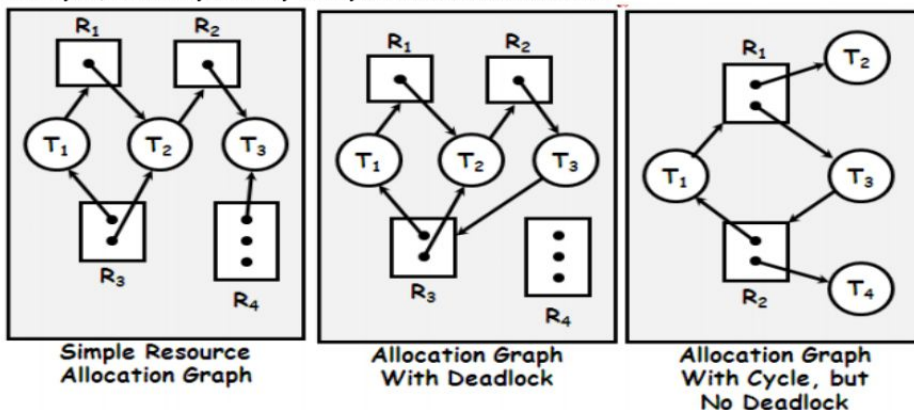 R1
R2
T1
T2
T3
R3
R4
Simple Resource
Allocation Graph
R1
R2
T1
T2
T3
R3
R4
Allocation Graph
With Deadlock
R1
T2
T1
T3
R2
T4
Allocation Graph
With Cycle, but
No Deadlock